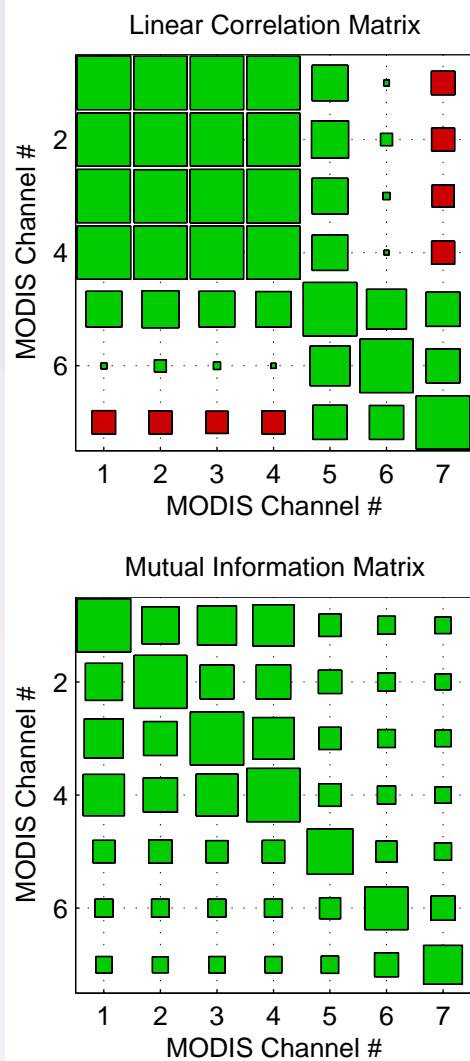 Linear Correlation Matrix
MODIS Channel #
2
4
6
1 2 3 4 5 6 7
MODIS Channel #
Mutual Information Matrix
MODIS Channel #
2
4
6
1 2 3 4 5 6 7
MODIS Channel #